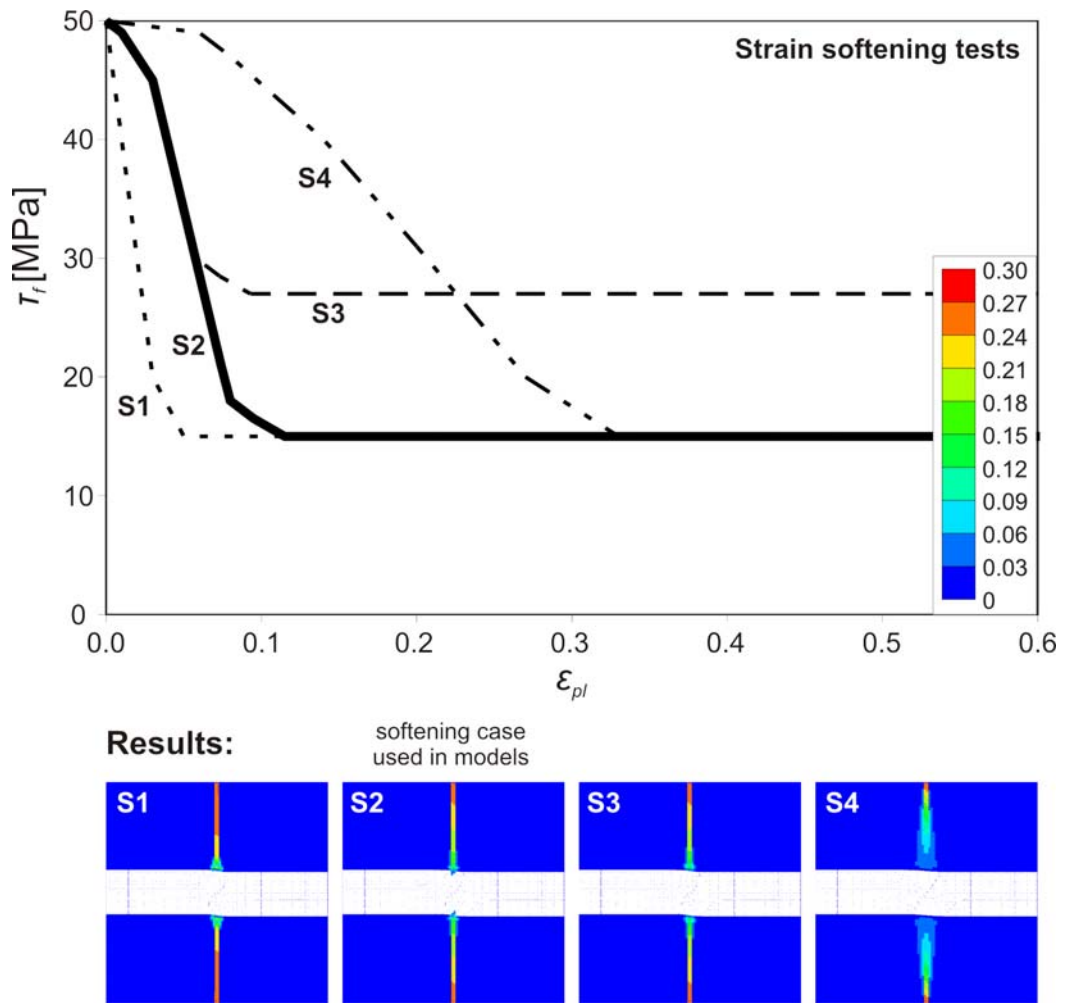 Strain softening tests
50
40
30
20
10
0
τf [MPa]
S4
S3
S2
S1
0.30
0.27
0.24
0.21
0.18
0.15
0.12
0.09
0.06
0.03
0
0.0 0.1 0.2 0.3 0.4 0.5 0.6
εpl
Results:
softening case
used in models
S1 S2 S3 S4